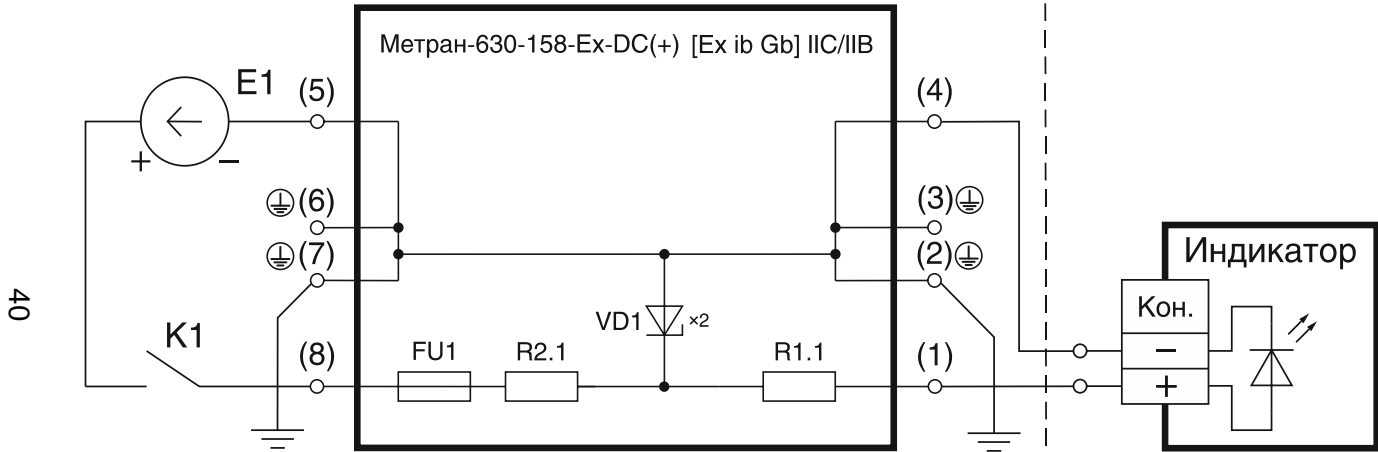 Метран-630-158-Ex-DC(+) [Ex ib Gb] IIC/IIB
E1
(5)
(4)
+
−
(6)
(3)
(7)
(2)
Индикатор
Кон.
40
VD1
×2
−
K1
(8)
FU1
R2.1
R1.1
(1)
+